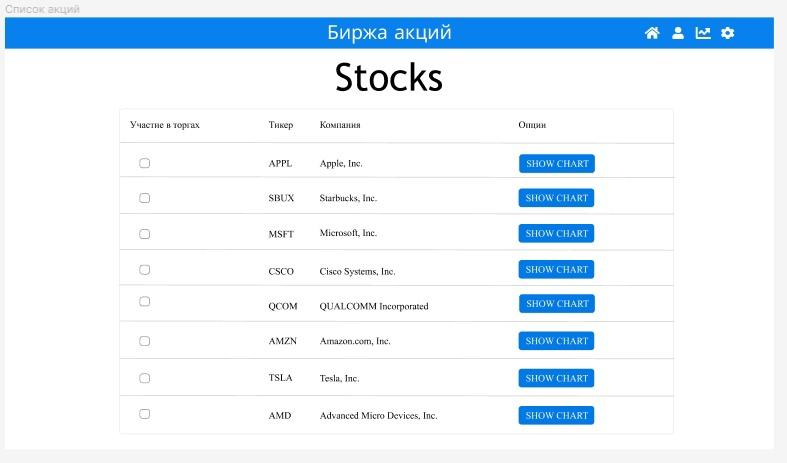 Список акций
Биржа акций
Stocks
Участие в торгах Тикер Компания Опции
APPL Apple, Inc. SHOW CHART
SBUX Starbucks, Inc. SHOW CHART
MSFT Microsoft, Inc. SHOW CHART
CSCO Cisco Systems, Inc. SHOW CHART
QCOM QUALCOMM Incorporated SHOW CHART
AMZN Amazon.com, Inc. SHOW CHART
TSLA Tesla, Inc. SHOW CHART
AMD Advanced Micro Devices, Inc. SHOW CHART